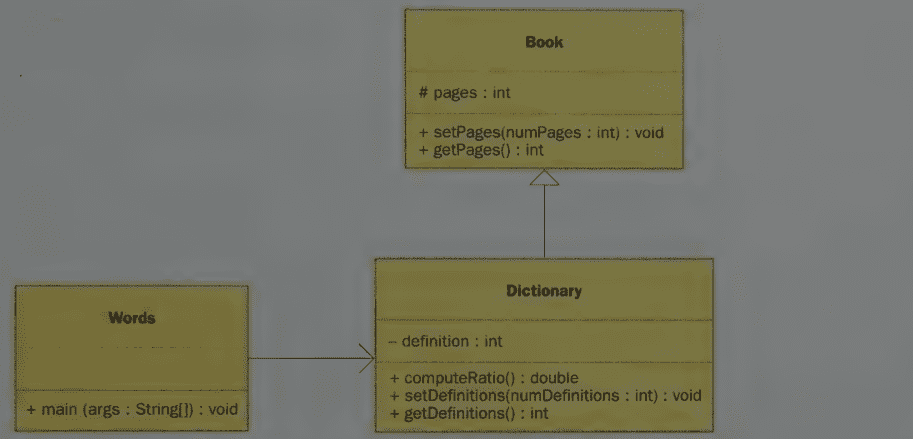 Book
# pages : int
+ setPages(numPages : int) : void
+ getPages() : int
Words
+ main (args : String[]) : void
Dictionary
– definition : int
+ computeRatio() : double
+ setDefinitions(numDefinitions : int) : void
+ getDefinitions() : int